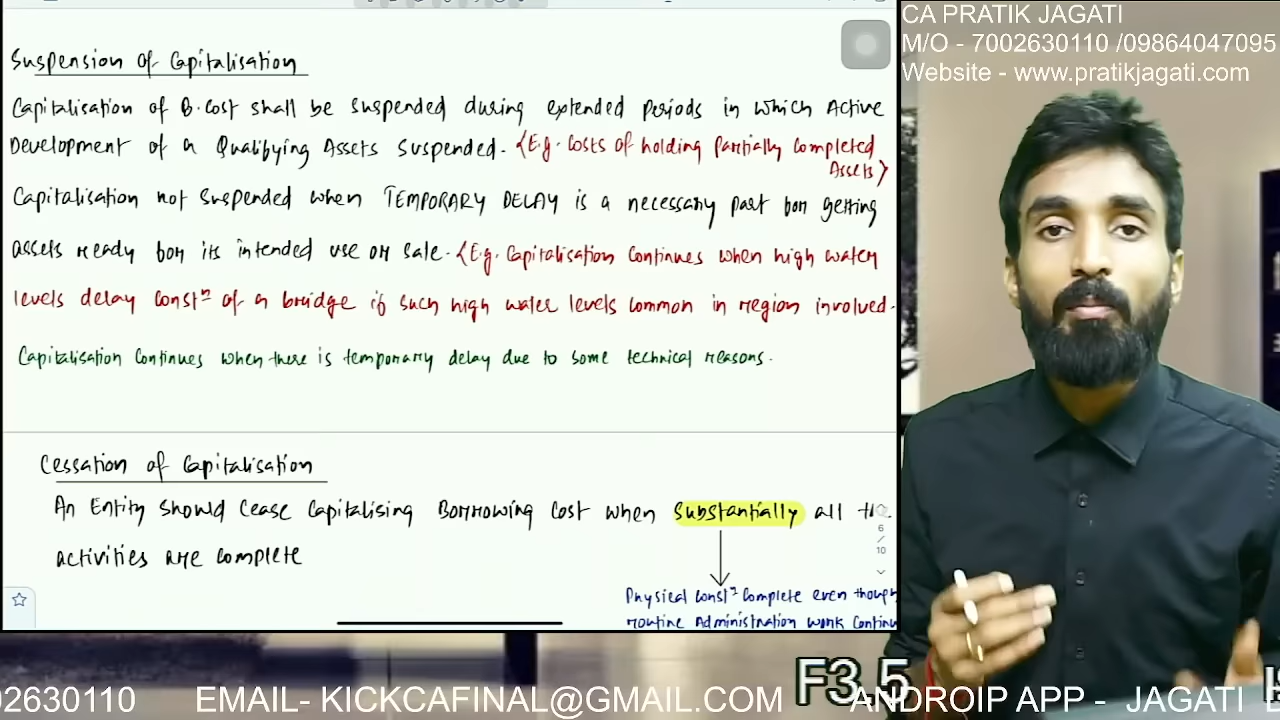 Suspension of Capitalisation
Capitalisation of B.Cost shall be suspended during extended periods in which Active
Development of a Qualifying Assets suspended. (E.g. Costs of holding Partially Completed
Assets)
Capitalisation not suspended when TEMPORARY DELAY is a necessary part for getting
assets ready for its intended use or sale. (E.g. Capitalisation Continues when high water
levels delay constⁿ of a bridge if such high water levels common in region involved.
Capitalisation Continues when there is temporary delay due to some technical reasons.
Cessation of Capitalisation
An Entity should cease Capitalising Borrowing Cost when Substantially all
activities are complete
6
/
10
Physical constⁿ complete even though
routine Administration work continu
CA PRATIK JAGATI
M/O - 7002630110 /09864047095
Website - www.pratikjagati.com
F3.5
02630110 EMAIL- KICKCAFINAL@GMAIL.COM ANDROIP APP - JAGATI